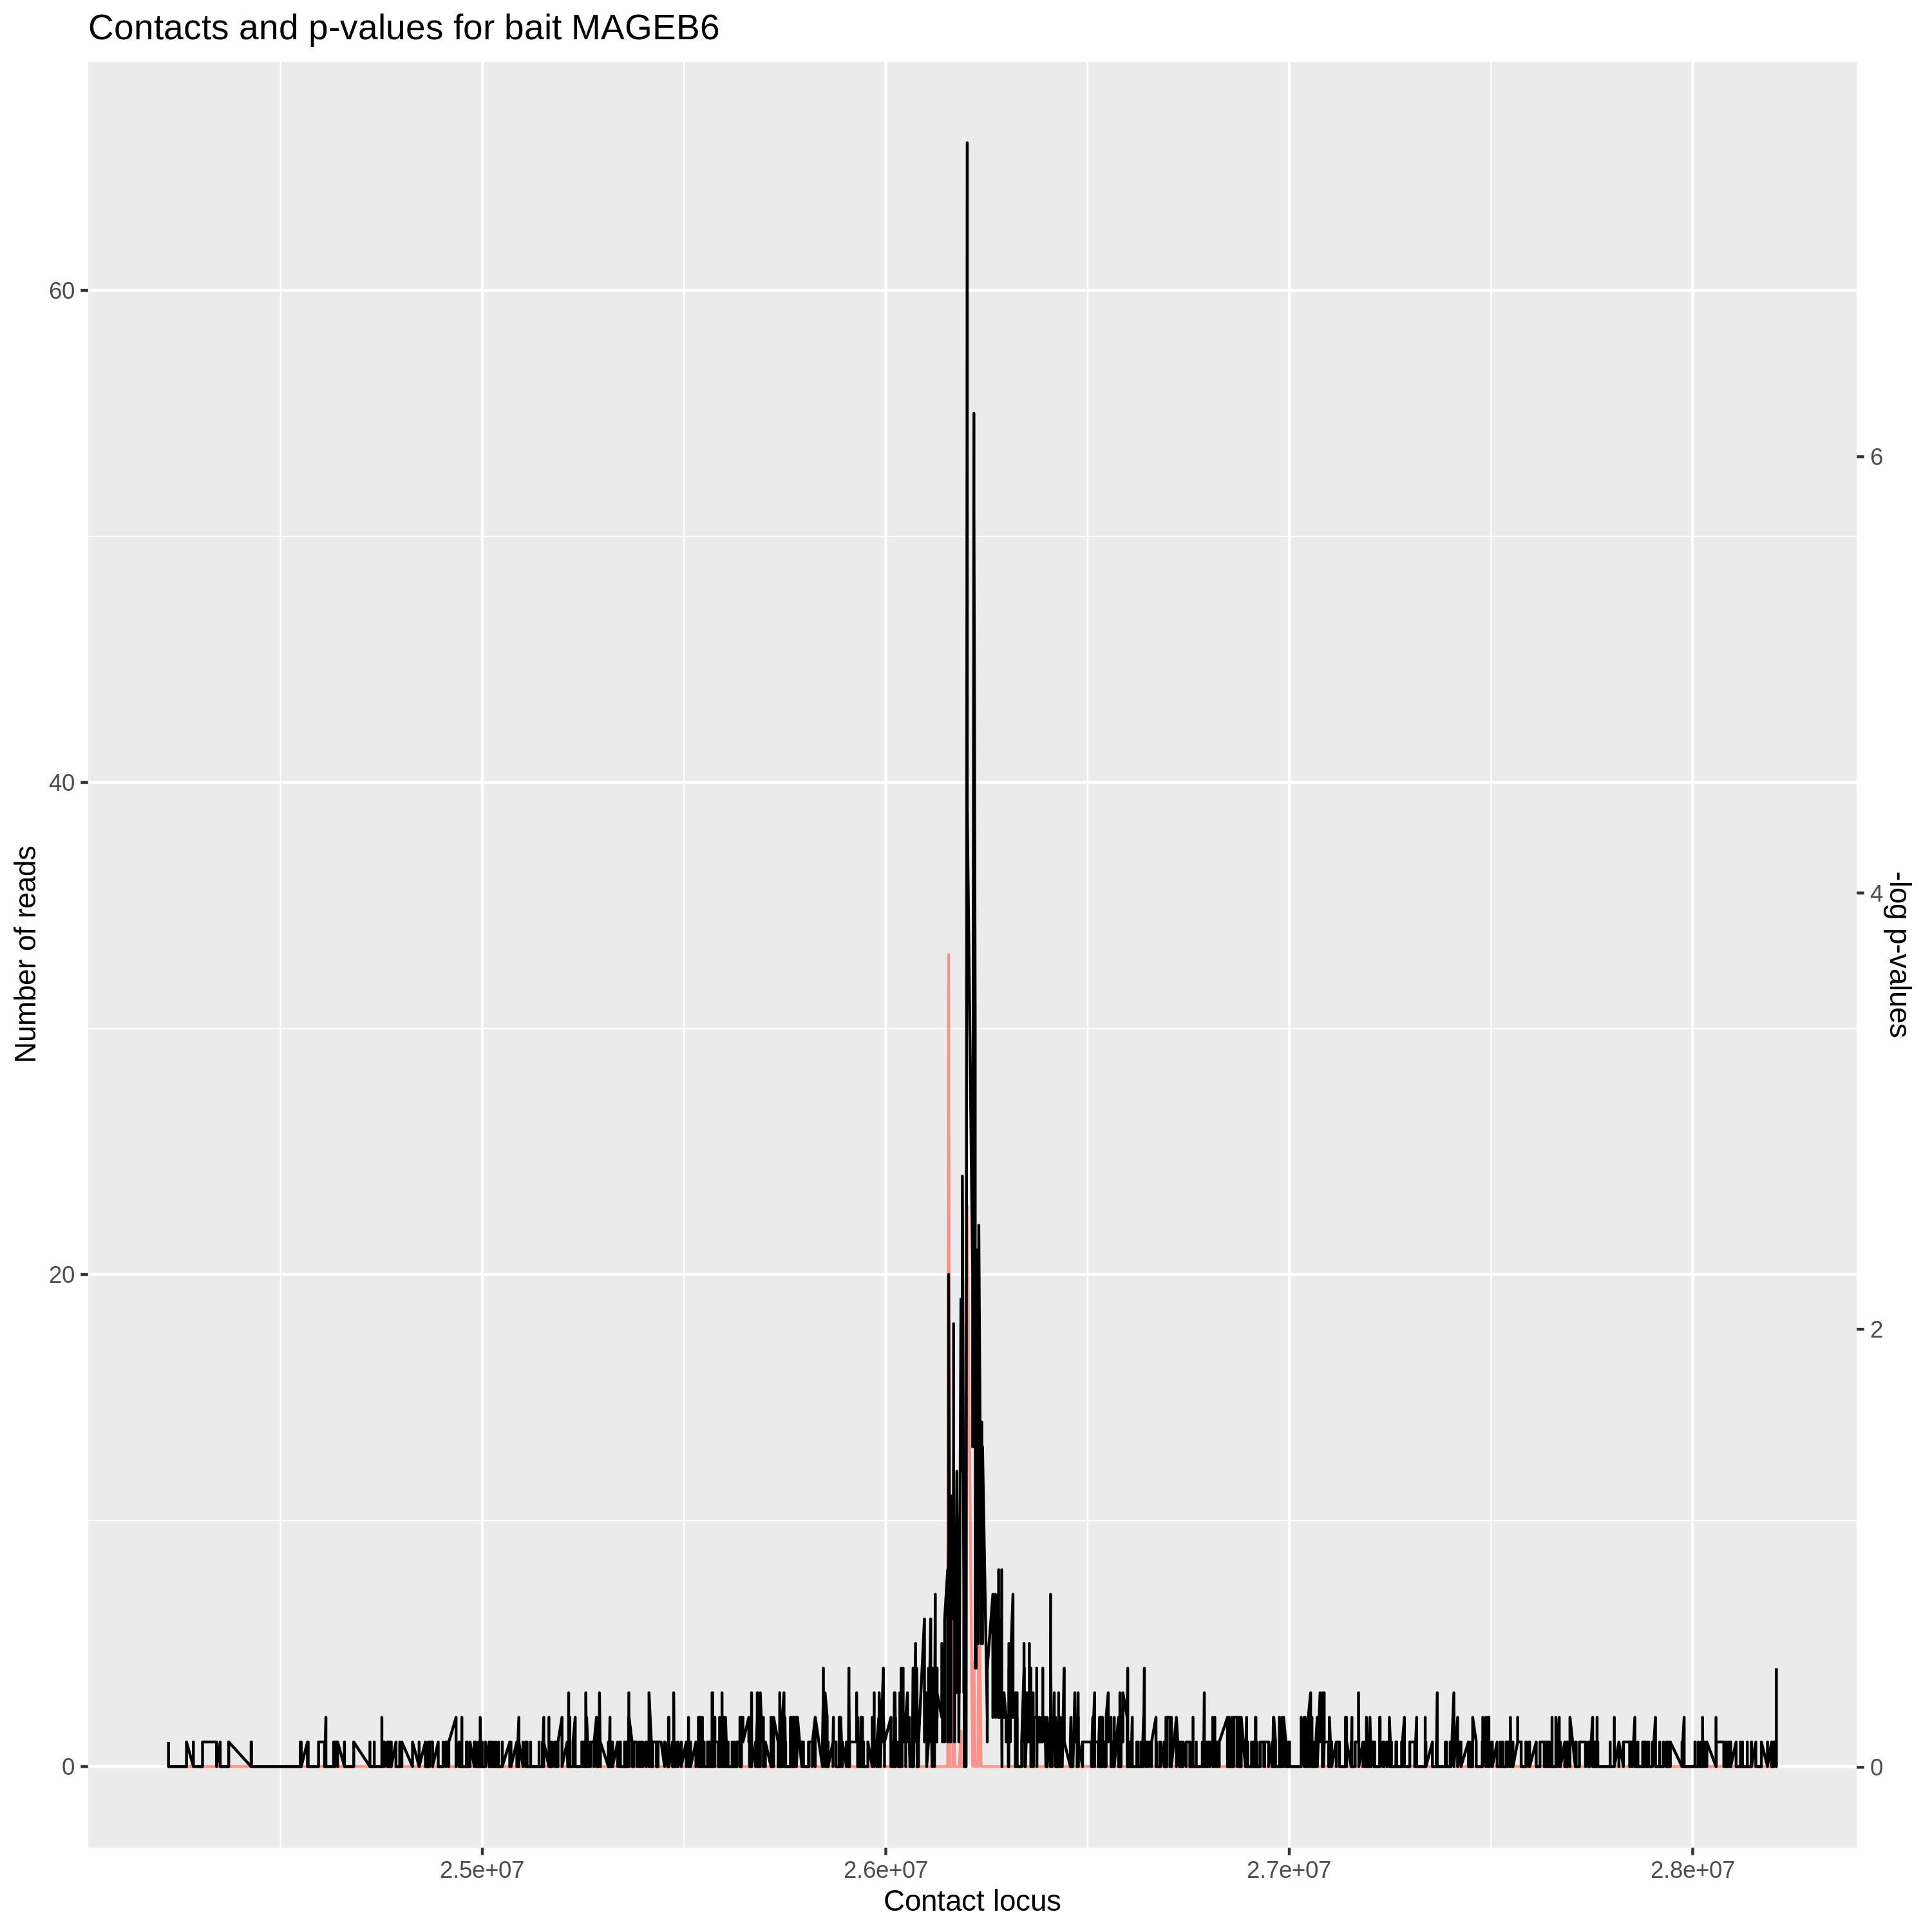 Contacts and p-values for bait MAGEB6
60
40
20
0
Number of reads
6
4
2
0
-log p-values
2.5e+07 2.6e+07 2.7e+07 2.8e+07
Contact locus